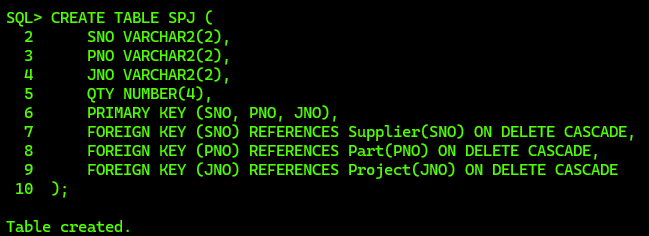 SQL> CREATE TABLE SPJ (
  2      SNO VARCHAR2(2),
  3      PNO VARCHAR2(2),
  4      JNO VARCHAR2(2),
  5      QTY NUMBER(4),
  6      PRIMARY KEY (SNO, PNO, JNO),
  7      FOREIGN KEY (SNO) REFERENCES Supplier(SNO) ON DELETE CASCADE,
  8      FOREIGN KEY (PNO) REFERENCES Part(PNO) ON DELETE CASCADE,
  9      FOREIGN KEY (JNO) REFERENCES Project(JNO) ON DELETE CASCADE
 10  );
Table created.